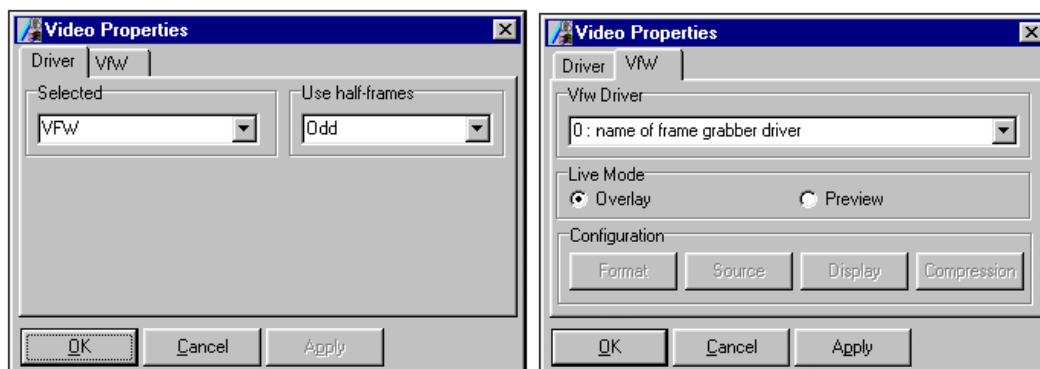 Video Properties
Driver VfW
Selected
VFW
Use half-frames
Odd
OK Cancel Apply
Video Properties
Driver VfW
Vfw Driver
0 : name of frame grabber driver
Live Mode
Overlay Preview
Configuration
Format Source Display Compression
OK Cancel Apply